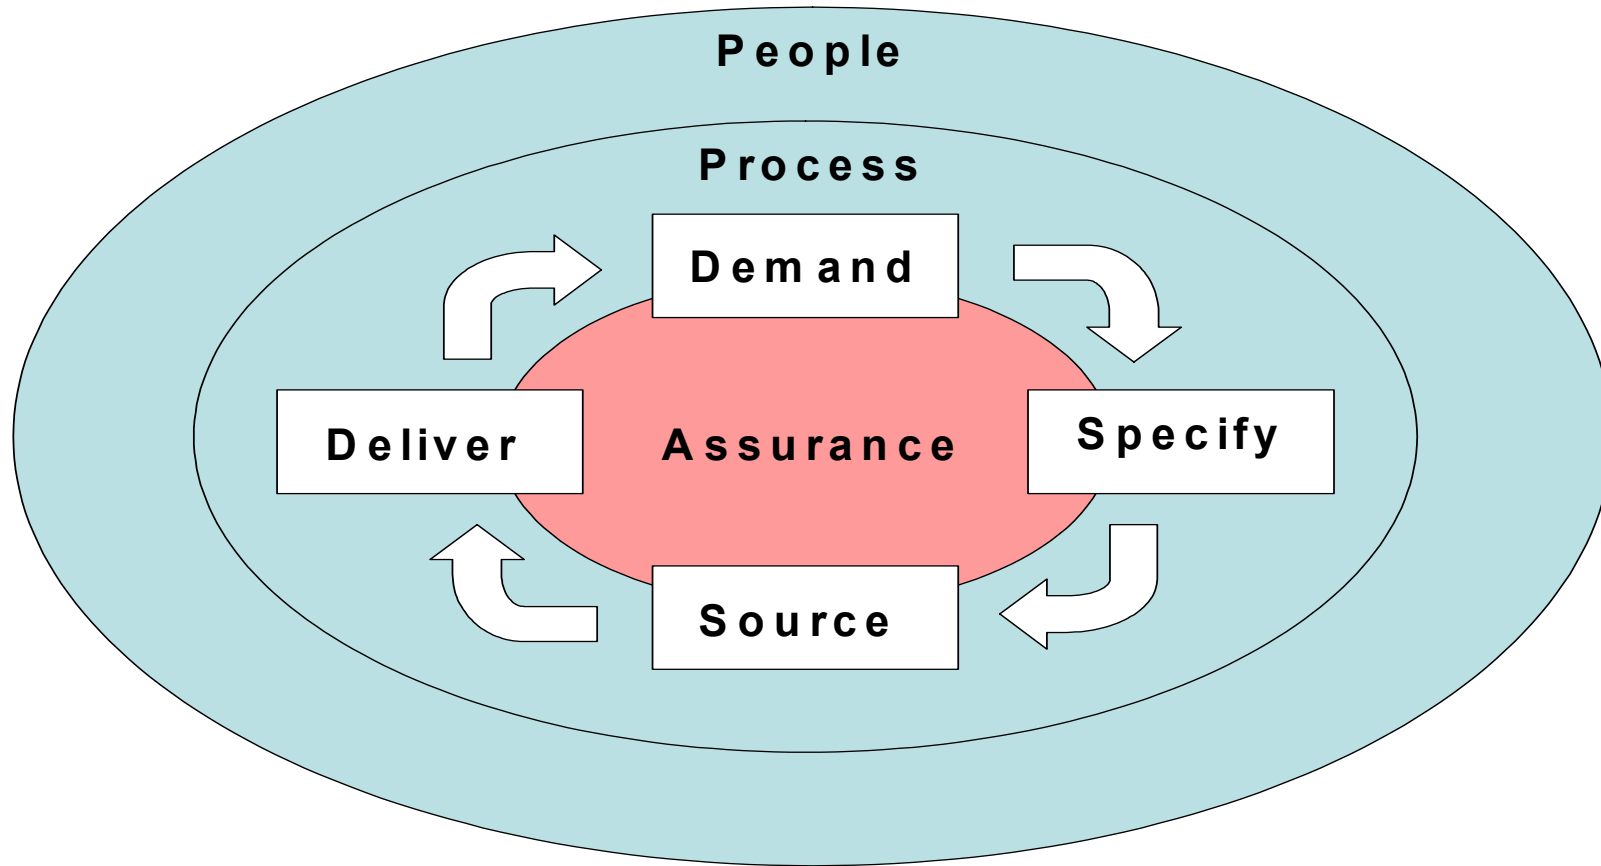 People
Process
Demand
Deliver
Assurance
Specify
Source